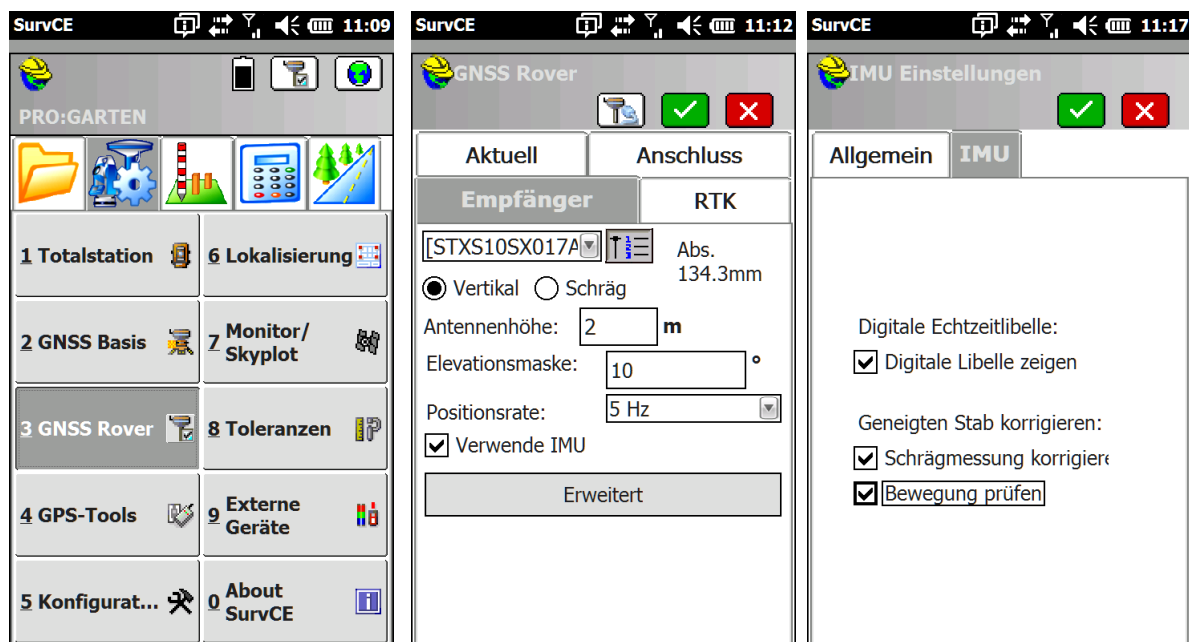 SurvCE 11:09
PRO:GARTEN
1 Totalstation
6 Lokalisierung
2 GNSS Basis
7 Monitor/
Skyplot
3 GNSS Rover
8 Toleranzen
4 GPS-Tools
9 Externe
Geräte
5 Konfigurat...
0 About
SurvCE
SurvCE 11:12
GNSS Rover
Aktuell Anschluss
Empfänger RTK
[STXS10SX017A Abs.
134.3mm
Vertikal Schräg
Antennenhöhe: 2 m
Elevationsmaske: 10 °
Positionsrate: 5 Hz
Verwende IMU
Erweitert
SurvCE 11:17
IMU Einstellungen
Allgemein IMU
Digitale Echtzeitlibelle:
Digitale Libelle zeigen
Geneigten Stab korrigieren:
Schrägmessung korrigiere
Bewegung prüfen